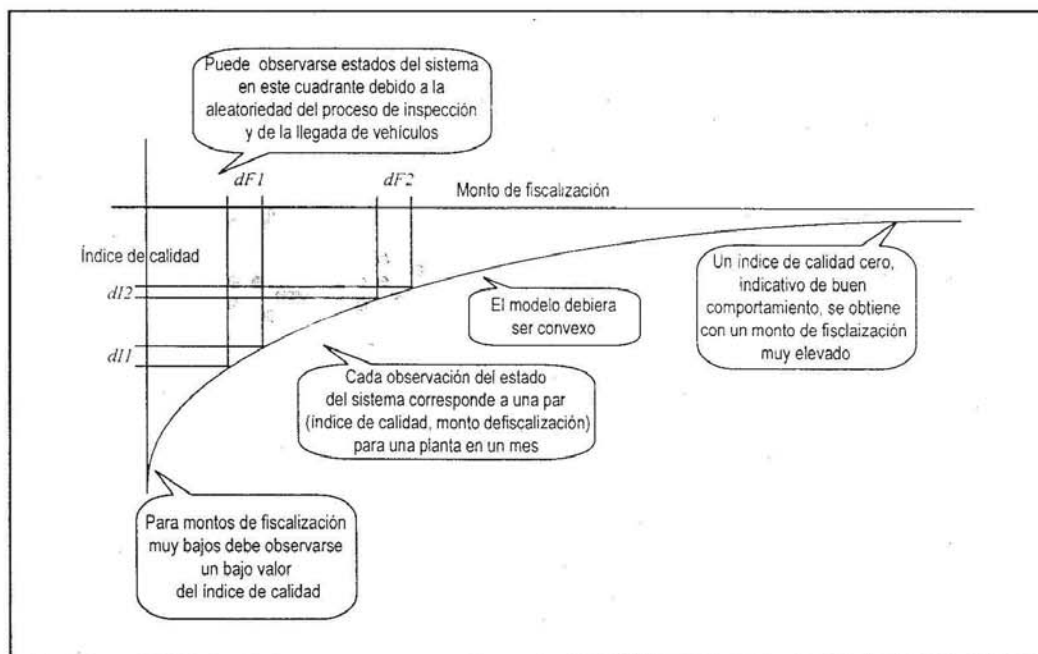 Puede observarse estados del sistema
en este cuadrante debido a la
aleatoriedad del proceso de inspección
y de la llegada de vehículos
dF1
dF2
Monto de fiscalización
Índice de calidad
dI2
dI1
El modelo debiera
ser convexo
Un índice de calidad cero,
indicativo de buen
comportamiento, se obtiene
con un monto de fisclaización
muy elevado
Cada observación del estado
del sistema corresponde a una par
(índice de calidad, monto defiscalización)
para una planta en un mes
Para montos de fiscalización
muy bajos debe observarse
un bajo valor
del índice de calidad